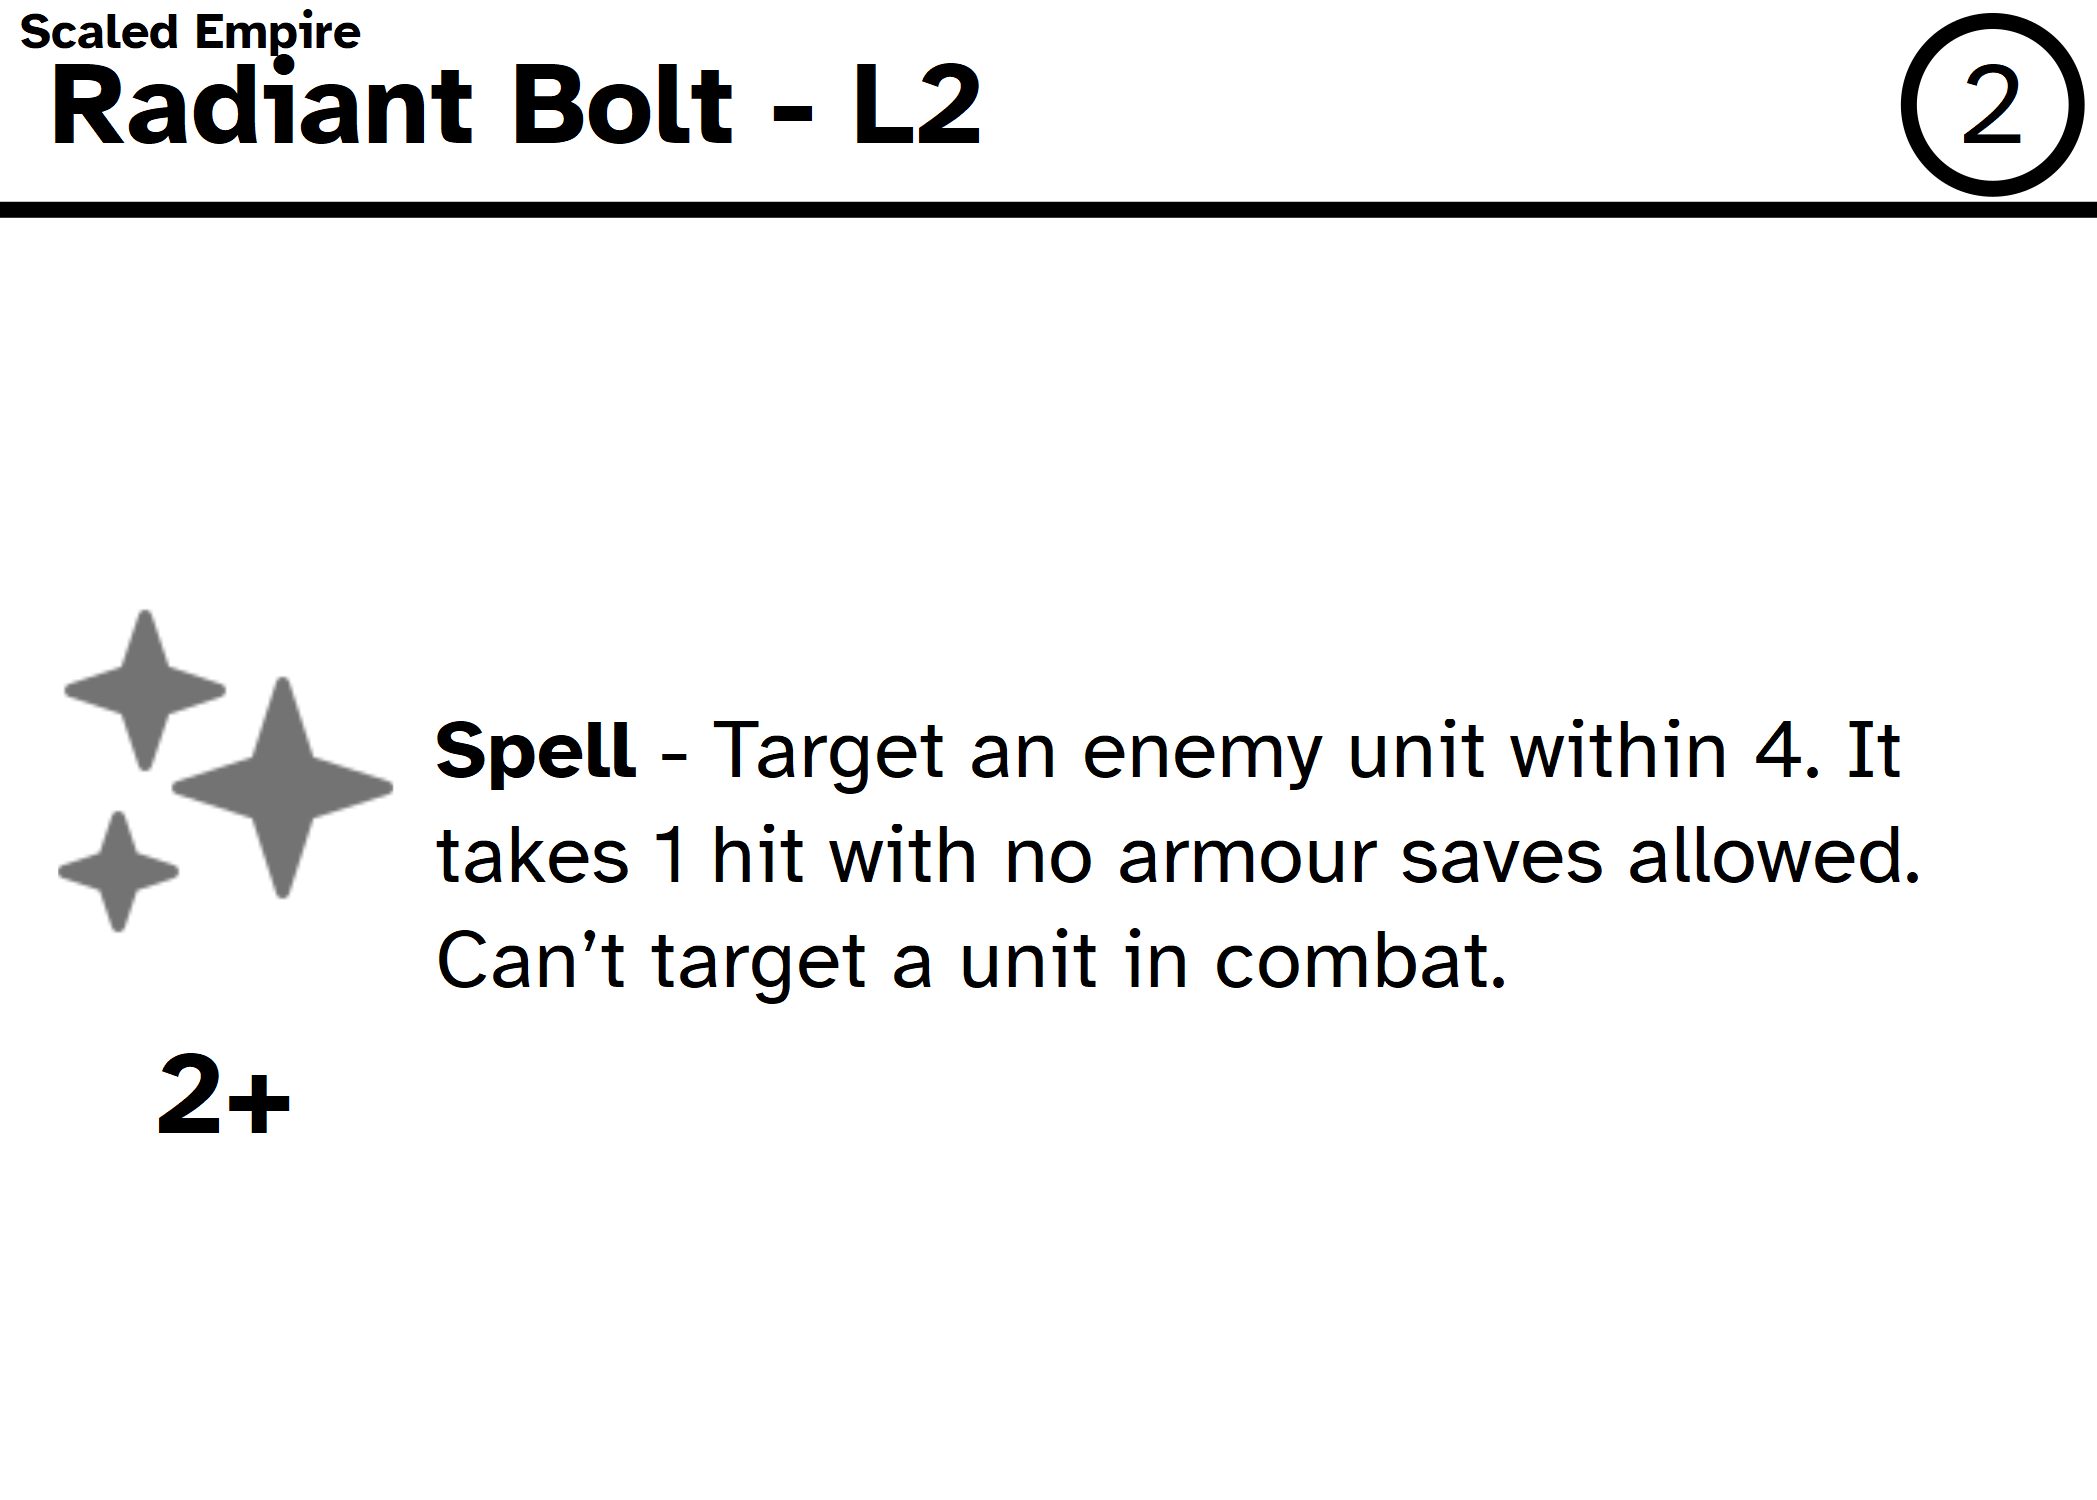 Scaled Empire
Radiant Bolt - L2
2
Spell - Target an enemy unit within 4. It
takes 1 hit with no armour saves allowed.
Can’t target a unit in combat.
2+